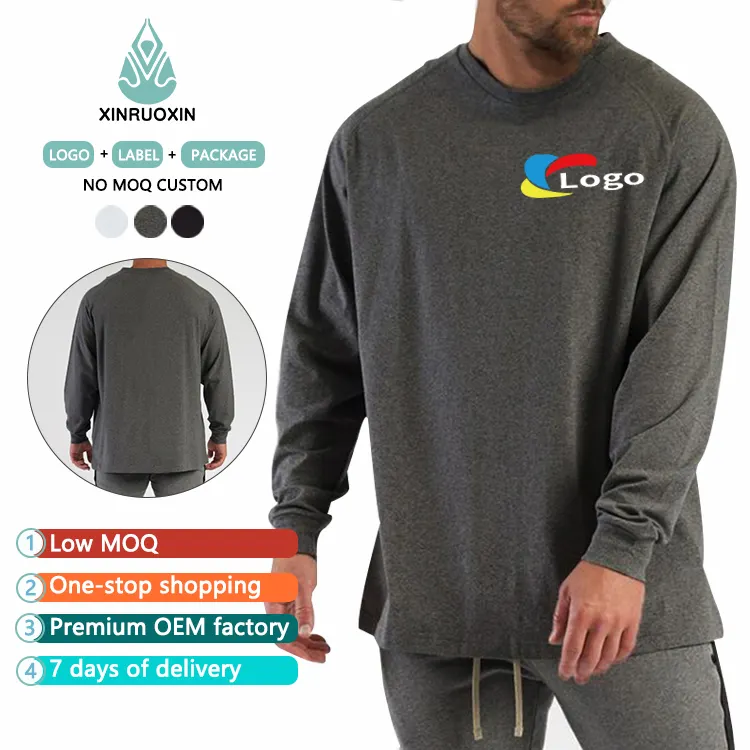 XINRUOXIN
LOGO + LABEL + PACKAGE
NO MOQ CUSTOM
Logo
1 Low MOQ
2 One-stop shopping
3 Premium OEM factory
4 7 days of delivery